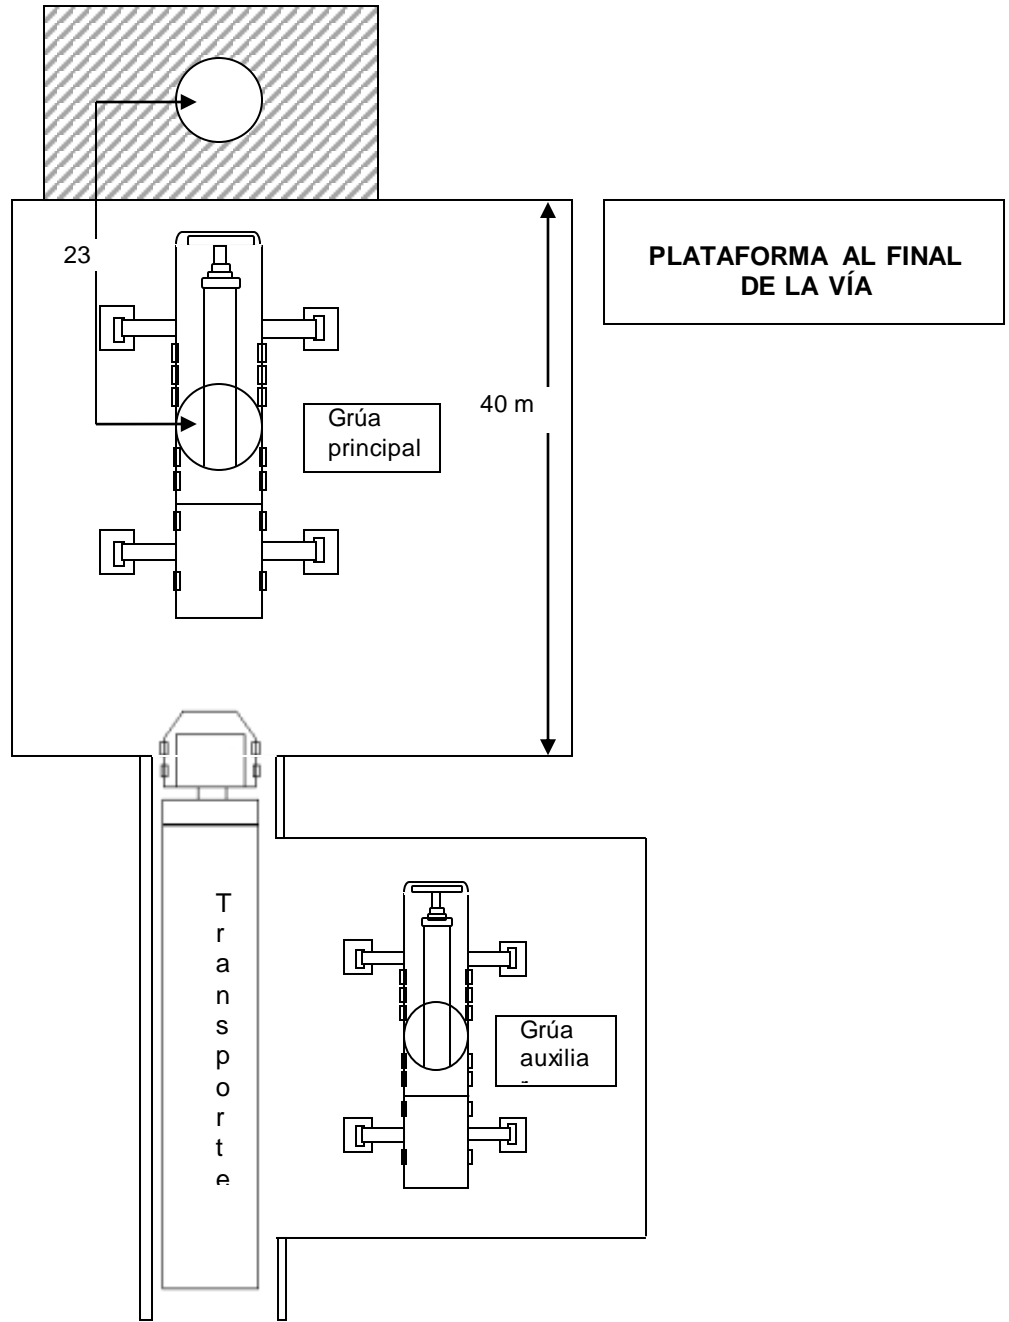 23
PLATAFORMA AL FINAL
DE LA VÍA
40 m
Grúa
principal
T
r
a
n
s
p
o
r
t
e
Grúa
auxilia
r